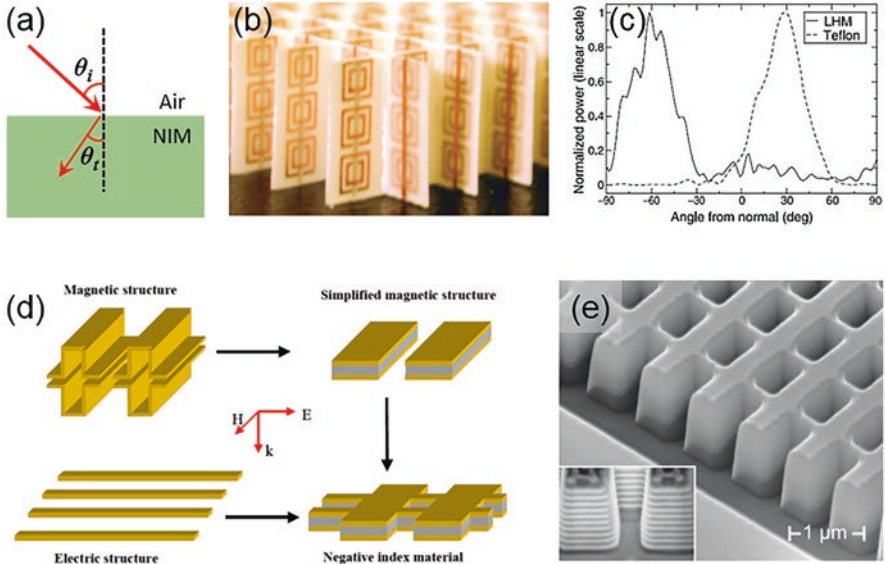 (a)
θi
Air
NIM
θt
(b)
(c)
Normalized power (linear scale)
1
0.8
0.6
0.4
0.2
0
LHM
Teflon
-90
-60
-30
0
30
60
90
Angle from normal (deg)
(d)
Magnetic structure
Simplified magnetic structure
H
E
k
Electric structure
Negative index material
(e)
1 μm